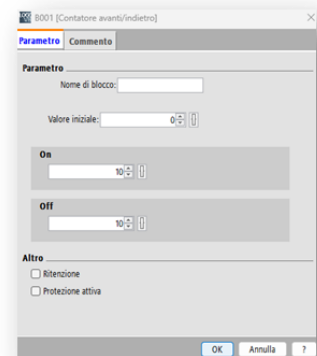 B001 [Contatore avanti/indietro]
Parametro Commento
Parametro
Nome di blocco:
Valore iniziale: 0
On
10
Off
10
Altro
Ritenzione
Protezione attiva
OK Annulla ?